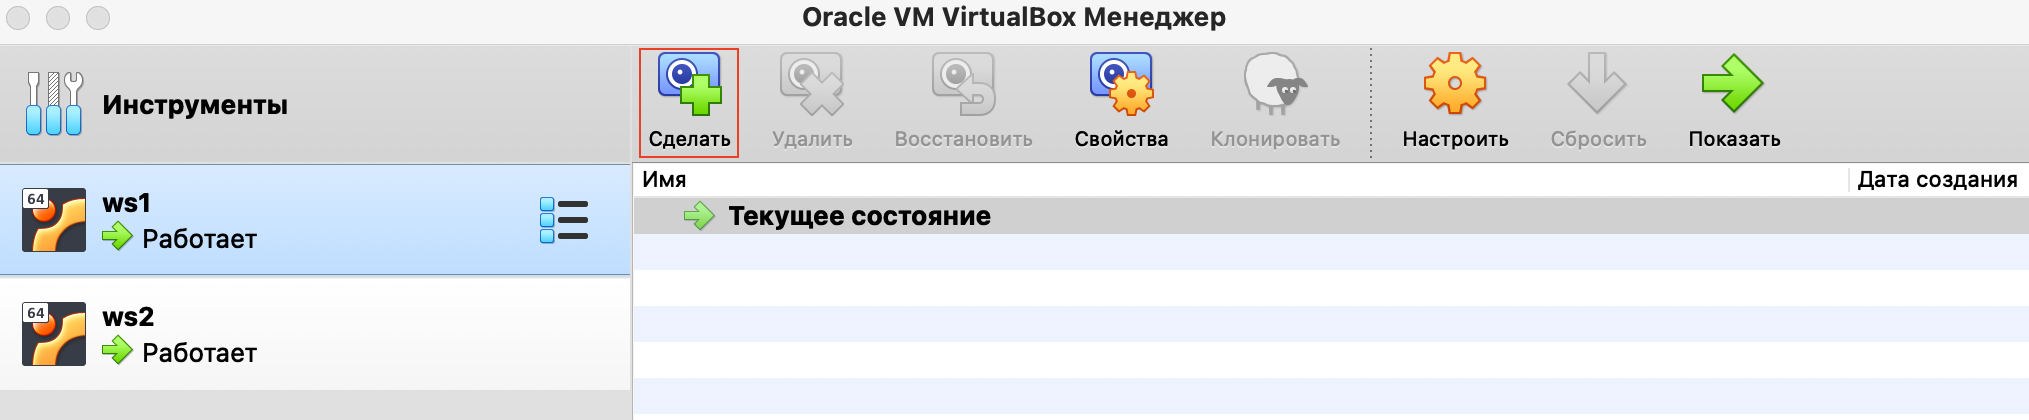 Oracle VM VirtualBox Менеджер
Инструменты
Сделать
Удалить
Восстановить
Свойства
Клонировать
Настроить
Сбросить
Показать
64
ws1
Работает
64
ws2
Работает
Имя
Дата создания
Текущее состояние